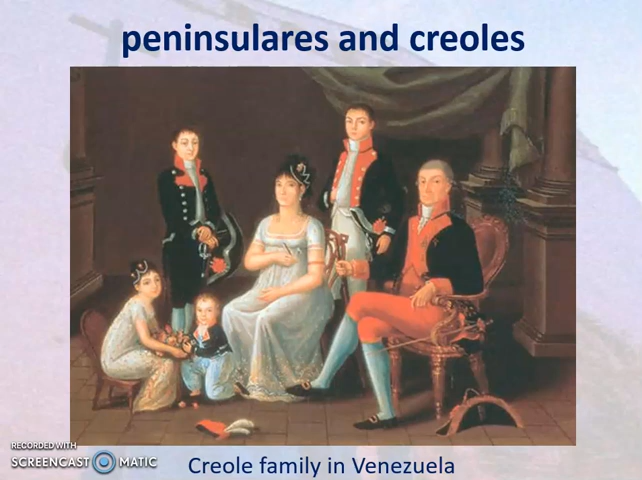 peninsulares and creoles
RECORDED WITH
SCREENCAST MATIC
Creole family in Venezuela